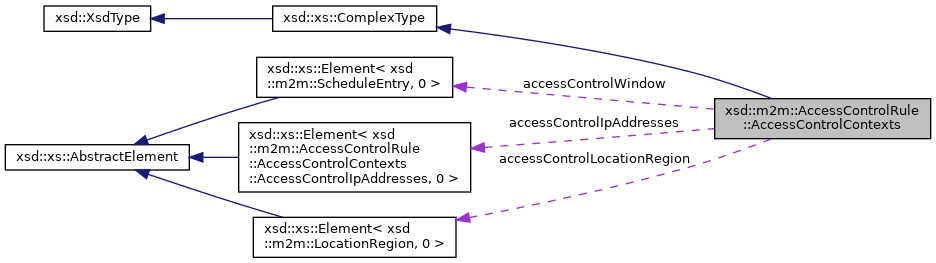 xsd::XsdType
xsd::xs::ComplexType
xsd::xs::Element< xsd
::m2m::ScheduleEntry, 0 >
accessControlWindow
xsd::m2m::AccessControlRule
::AccessControlContexts
accessControlIpAddresses
xsd::xs::Element< xsd
::m2m::AccessControlRule
::AccessControlContexts
::AccessControlIpAddresses, 0 >
xsd::xs::AbstractElement
accessControlLocationRegion
xsd::xs::Element< xsd
::m2m::LocationRegion, 0 >